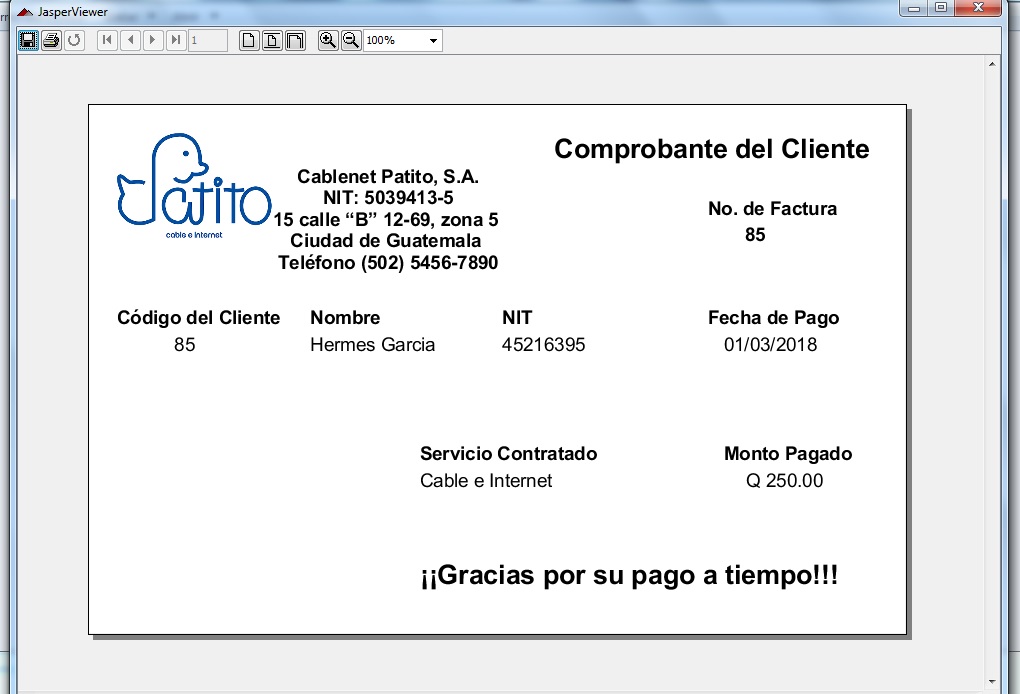 JasperViewer
1
100%
Comprobante del Cliente
Patito
cable e Internet
Cablenet Patito, S.A.
NIT: 5039413-5
15 calle “B” 12-69, zona 5
Ciudad de Guatemala
Teléfono (502) 5456-7890
No. de Factura
85
Código del Cliente Nombre NIT Fecha de Pago
85 Hermes Garcia 45216395 01/03/2018
Servicio Contratado Monto Pagado
Cable e Internet Q 250.00
¡¡Gracias por su pago a tiempo!!!